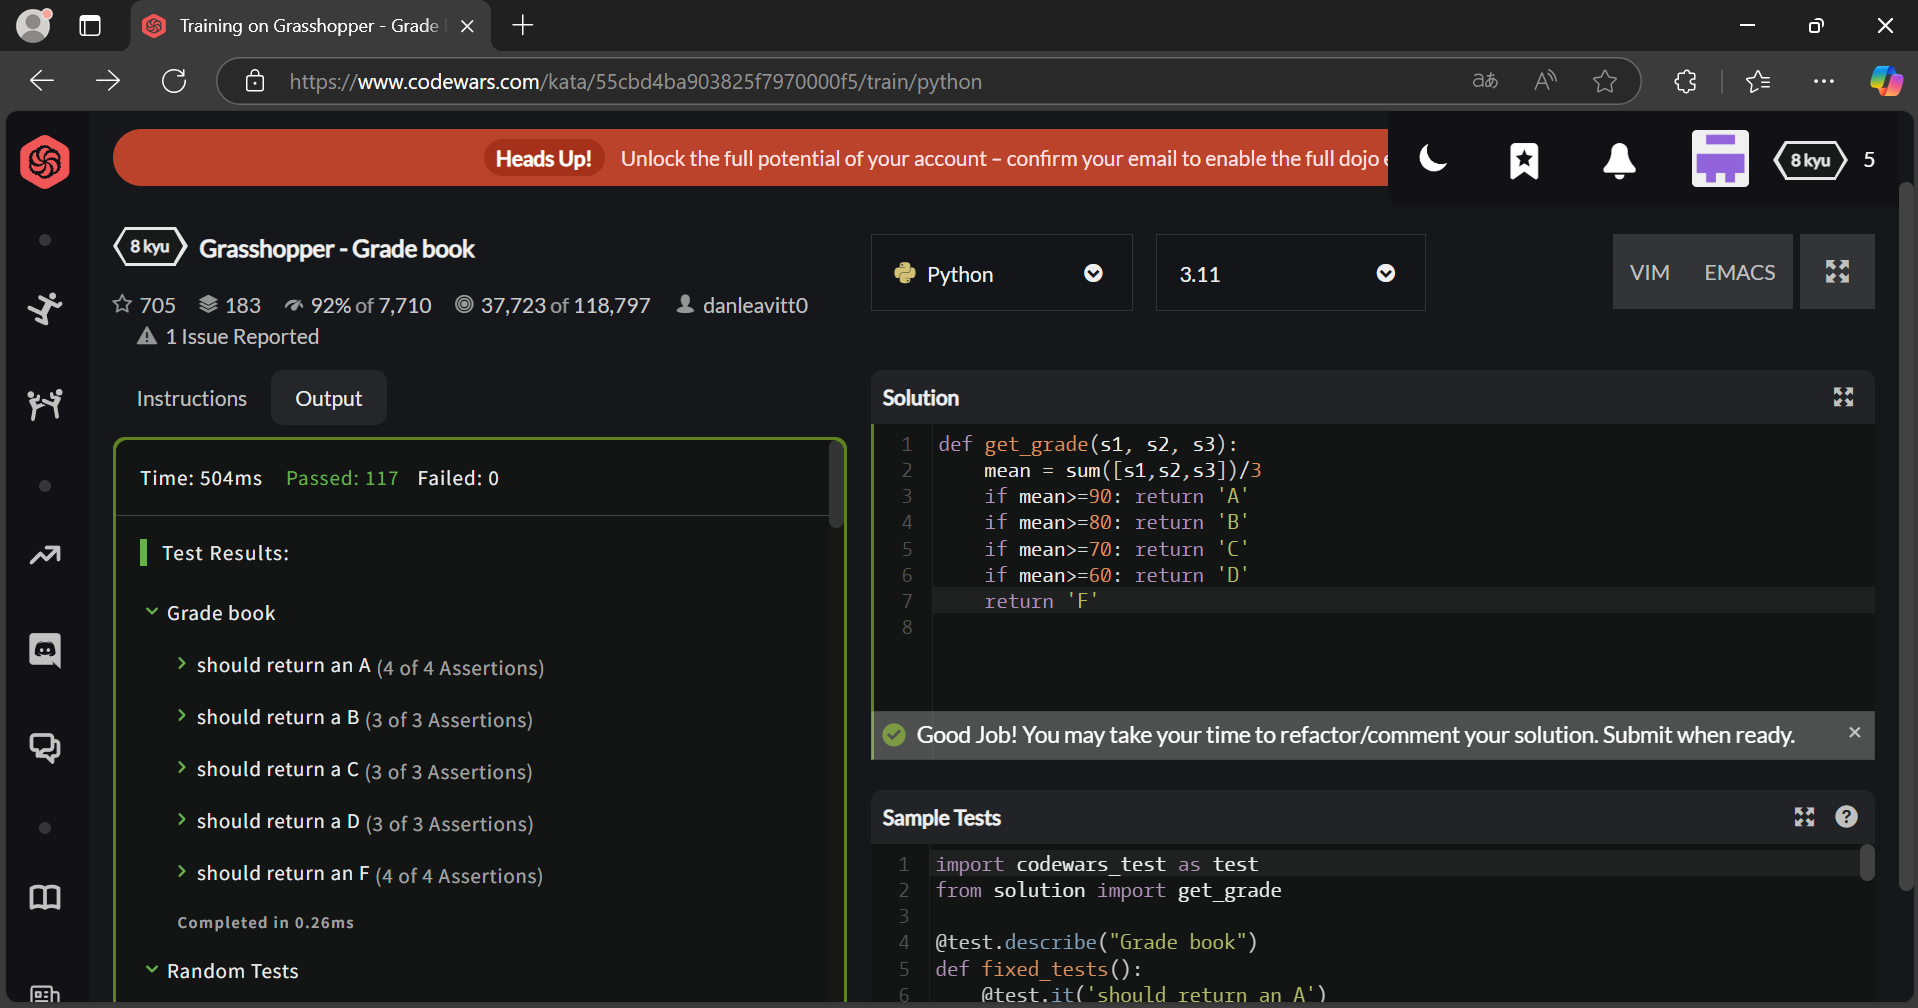 Training on Grasshopper - Grade
https://www.codewars.com/kata/55cbd4ba903825f7970000f5/train/python
Heads Up! Unlock the full potential of your account – confirm your email to enable the full dojo e
8 kyu 5
8 kyu Grasshopper - Grade book
705 183 92% of 7,710 37,723 of 118,797 danleavitt0
1 Issue Reported
Python
3.11
VIM EMACS
Instructions Output
Time: 504ms Passed: 117 Failed: 0
Test Results:
Grade book
should return an A (4 of 4 Assertions)
should return a B (3 of 3 Assertions)
should return a C (3 of 3 Assertions)
should return a D (3 of 3 Assertions)
should return an F (4 of 4 Assertions)
Completed in 0.26ms
Random Tests
Solution
1 def get_grade(s1, s2, s3):
2     mean = sum([s1,s2,s3])/3
3     if mean>=90: return 'A'
4     if mean>=80: return 'B'
5     if mean>=70: return 'C'
6     if mean>=60: return 'D'
7     return 'F'
8
Good Job! You may take your time to refactor/comment your solution. Submit when ready.
Sample Tests
1 import codewars_test as test
2 from solution import get_grade
3
4 @test.describe("Grade book")
5 def fixed_tests():
6     @test.it('should return an A')